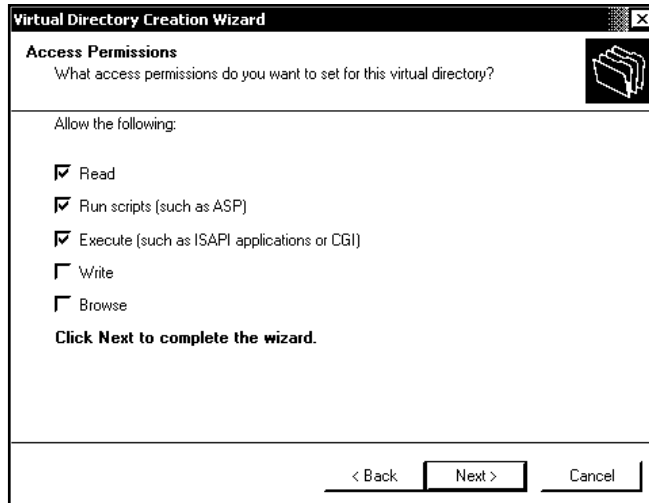 Virtual Directory Creation Wizard
Access Permissions
What access permissions do you want to set for this virtual directory?
Allow the following:
Read
Run scripts (such as ASP)
Execute (such as ISAPI applications or CGI)
Write
Browse
Click Next to complete the wizard.
< Back Next > Cancel